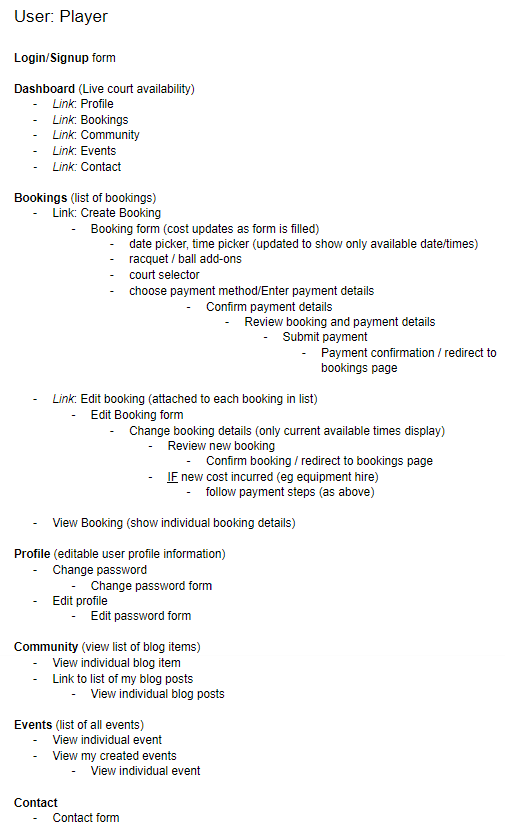 User: Player
Login/Signup form
Dashboard (Live court availability)
- Link: Profile
- Link: Bookings
- Link: Community
- Link: Events
- Link: Contact
Bookings (list of bookings)
- Link: Create Booking
- Booking form (cost updates as form is filled)
- date picker, time picker (updated to show only available date/times)
- racquet / ball add-ons
- court selector
- choose payment method/Enter payment details
- Confirm payment details
- Review booking and payment details
- Submit payment
- Payment confirmation / redirect to
bookings page
- Link: Edit booking (attached to each booking in list)
- Edit Booking form
- Change booking details (only current available times display)
- Review new booking
- Confirm booking / redirect to bookings page
- IF new cost incurred (eg equipment hire)
- follow payment steps (as above)
- View Booking (show individual booking details)
Profile (editable user profile information)
- Change password
- Change password form
- Edit profile
- Edit password form
Community (view list of blog items)
- View individual blog item
- Link to list of my blog posts
- View individual blog posts
Events (list of all events)
- View individual event
- View my created events
- View individual event
Contact
- Contact form